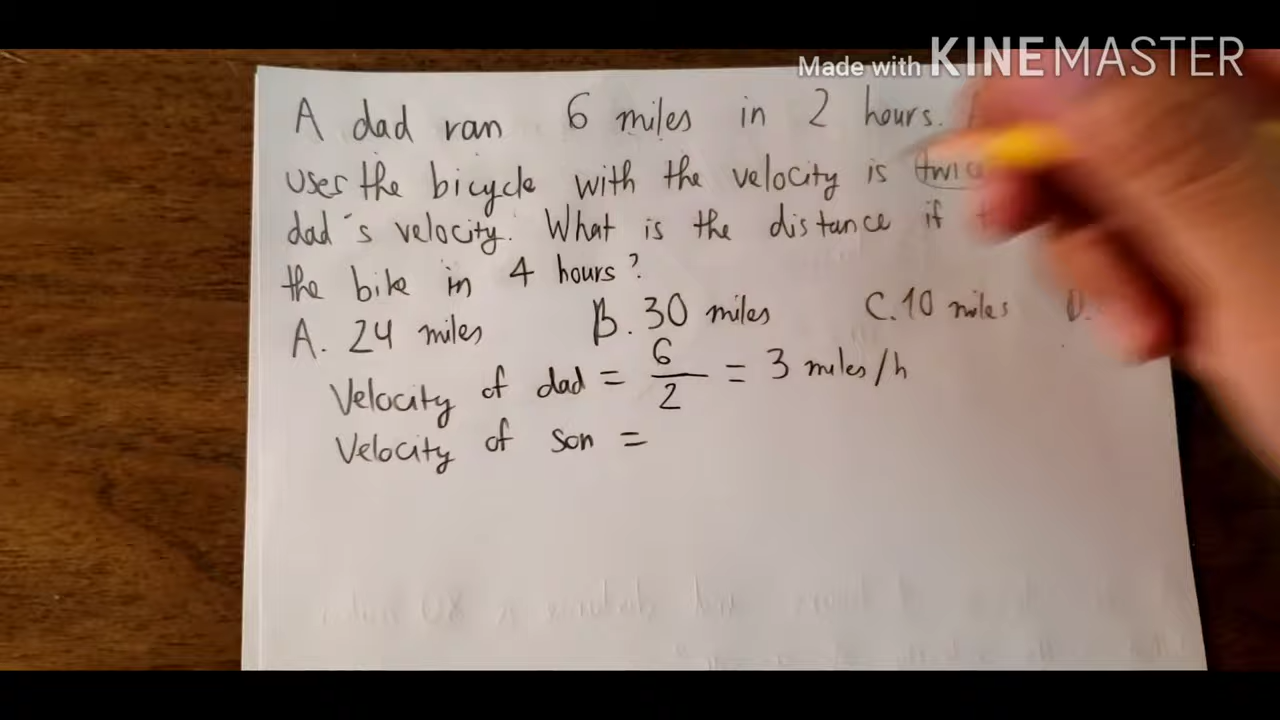 Made with KINEMASTER
A dad ran 6 miles in 2 hours.
uses the bicycle with the velocity is
dad's velocity. What is the distance if
the bike in 4 hours?
A. 24 miles B. 30 miles C. 10 miles D.
Velocity of dad = 6/2 = 3 miles/h
Velocity of son =